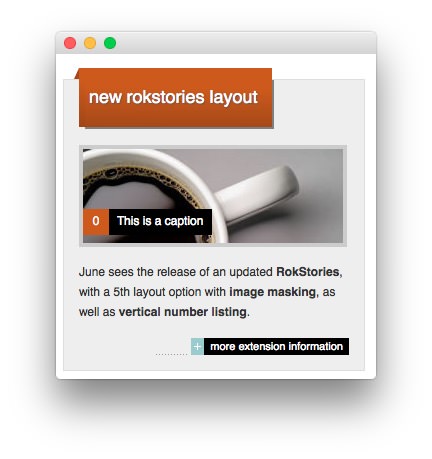 new rokstories layout
0 This is a caption
June sees the release of an updated RokStories,
with a 5th layout option with image masking, as
well as vertical number listing.
+ more extension information